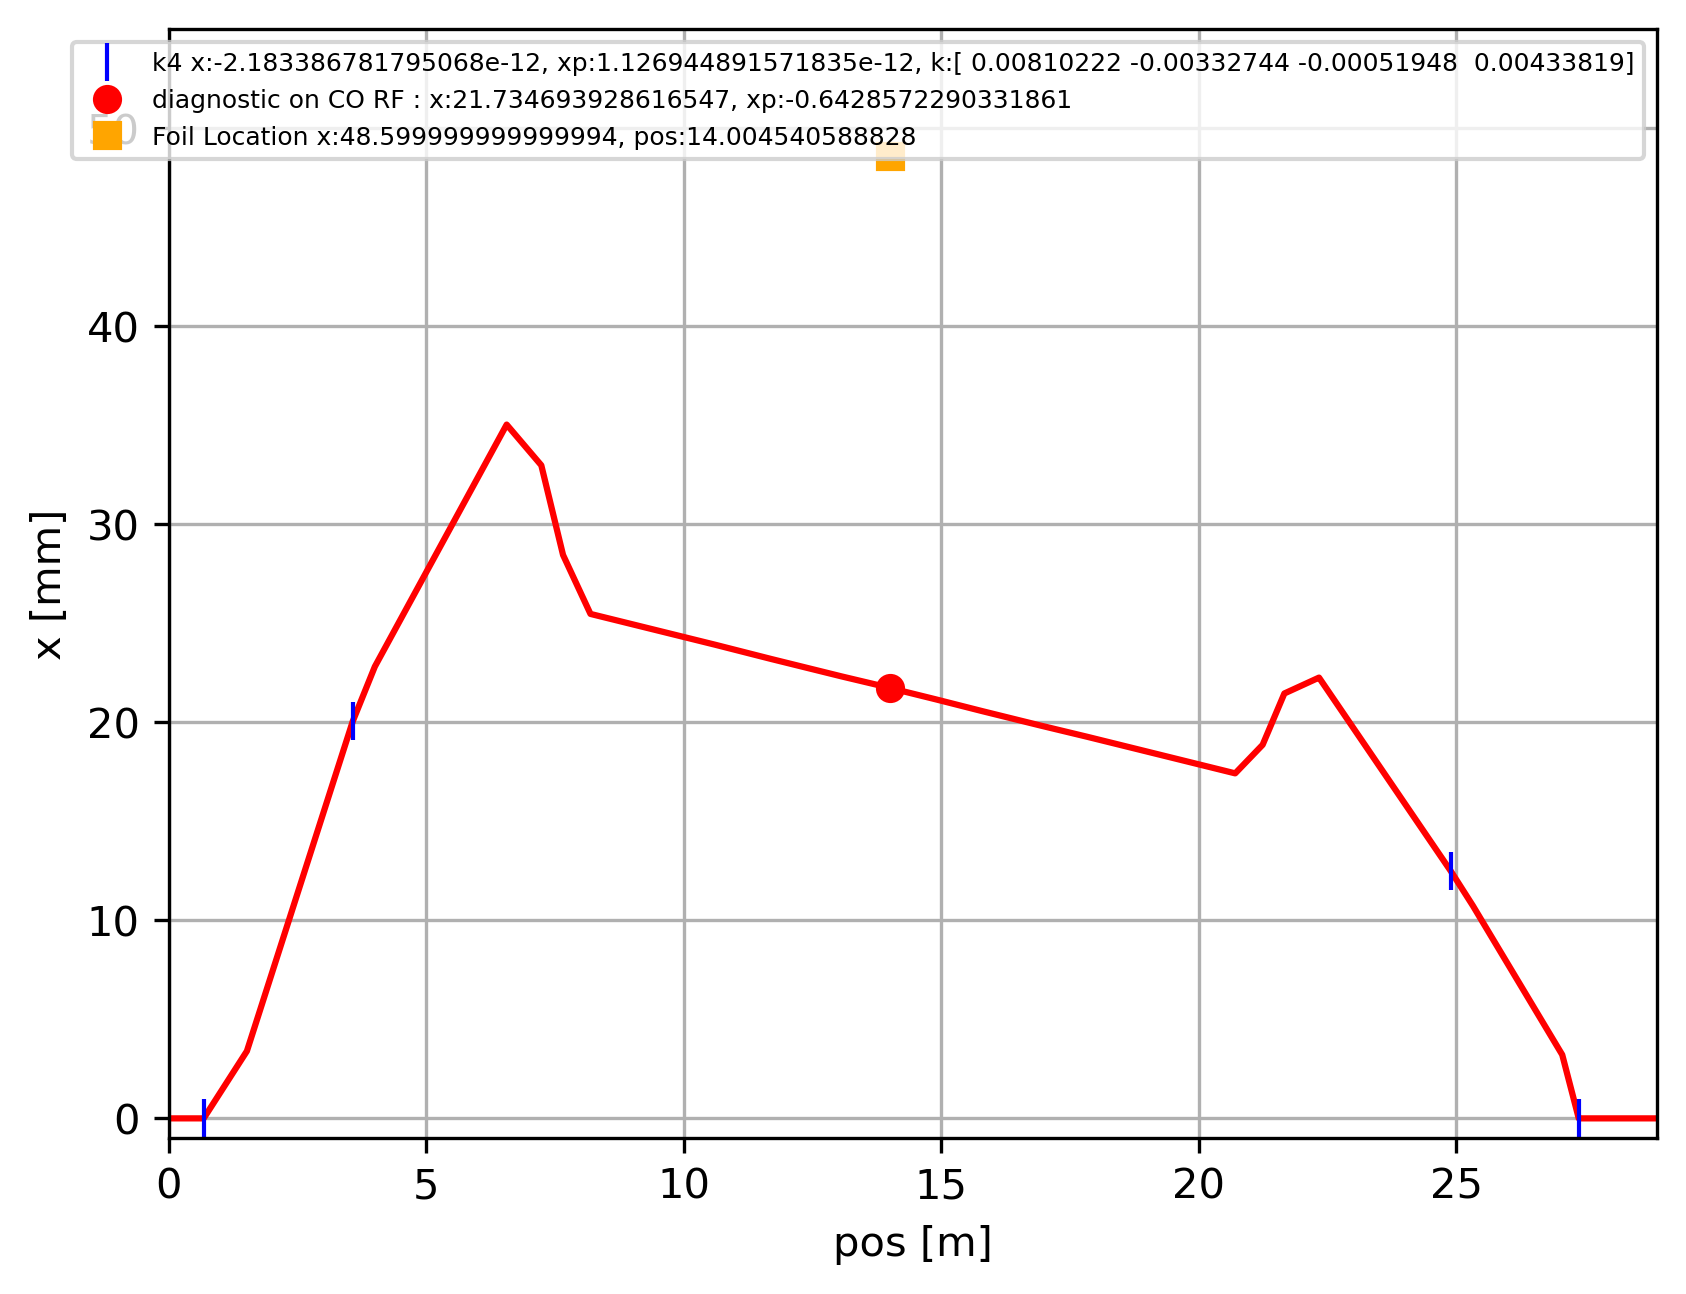 k4 x:-2.183386781795068e-12, xp:1.126944891571835e-12, k:[ 0.00810222 -0.00332744 -0.00051948  0.00433819]
diagnostic on CO RF : x:21.734693928616547, xp:-0.6428572290331861
Foil Location x:48.599999999999994, pos:14.004540588828
50
40
30
20
10
0
x [mm]
0 5 10 15 20 25
pos [m]